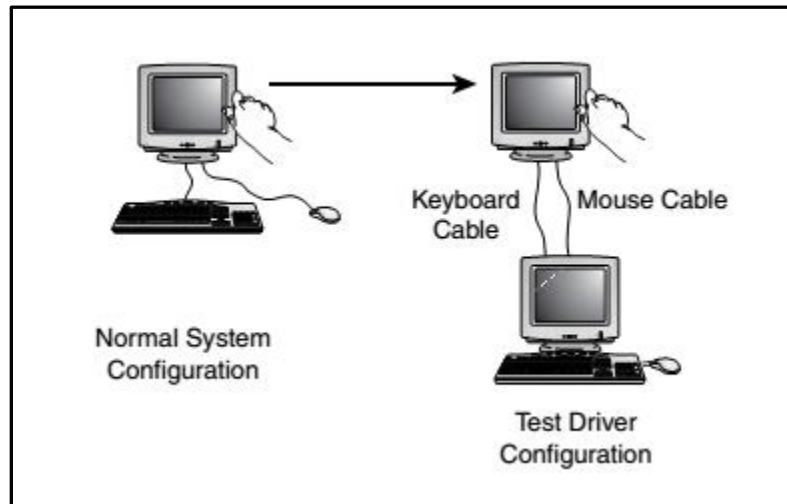 Keyboard
Cable
Mouse Cable
Normal System
Configuration
Test Driver
Configuration